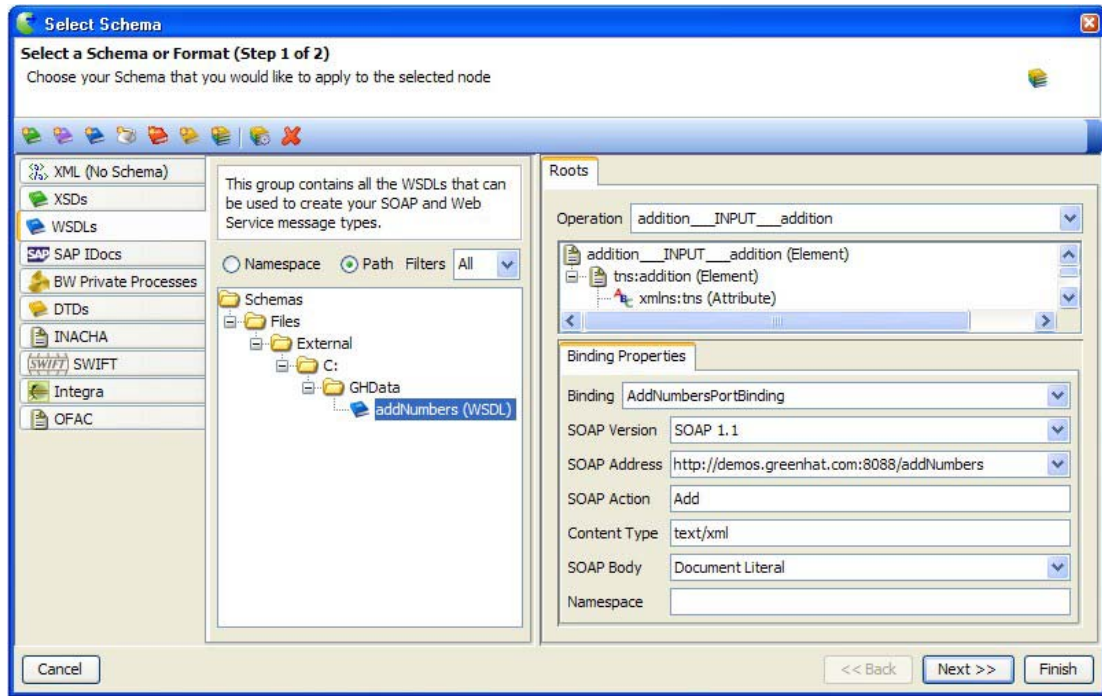 Select Schema
Select a Schema or Format (Step 1 of 2)
Choose your Schema that you would like to apply to the selected node
XML (No Schema)
XSDs
WSDLs
SAP SAP IDocs
BW Private Processes
DTDs
INACHA
SWIFT SWIFT
Integra
OFAC
This group contains all the WSDLs that can
be used to create your SOAP and Web
Service message types.
Namespace Path Filters All
Schemas
Files
External
C:
GHData
addNumbers (WSDL)
Roots
Operation addition___INPUT___addition
addition___INPUT___addition (Element)
tns:addition (Element)
xmlns:tns (Attribute)
Binding Properties
Binding AddNumbersPortBinding
SOAP Version SOAP 1.1
SOAP Address http://demos.greenhat.com:8088/addNumbers
SOAP Action Add
Content Type text/xml
SOAP Body Document Literal
Namespace
Cancel
<< Back
Next >>
Finish